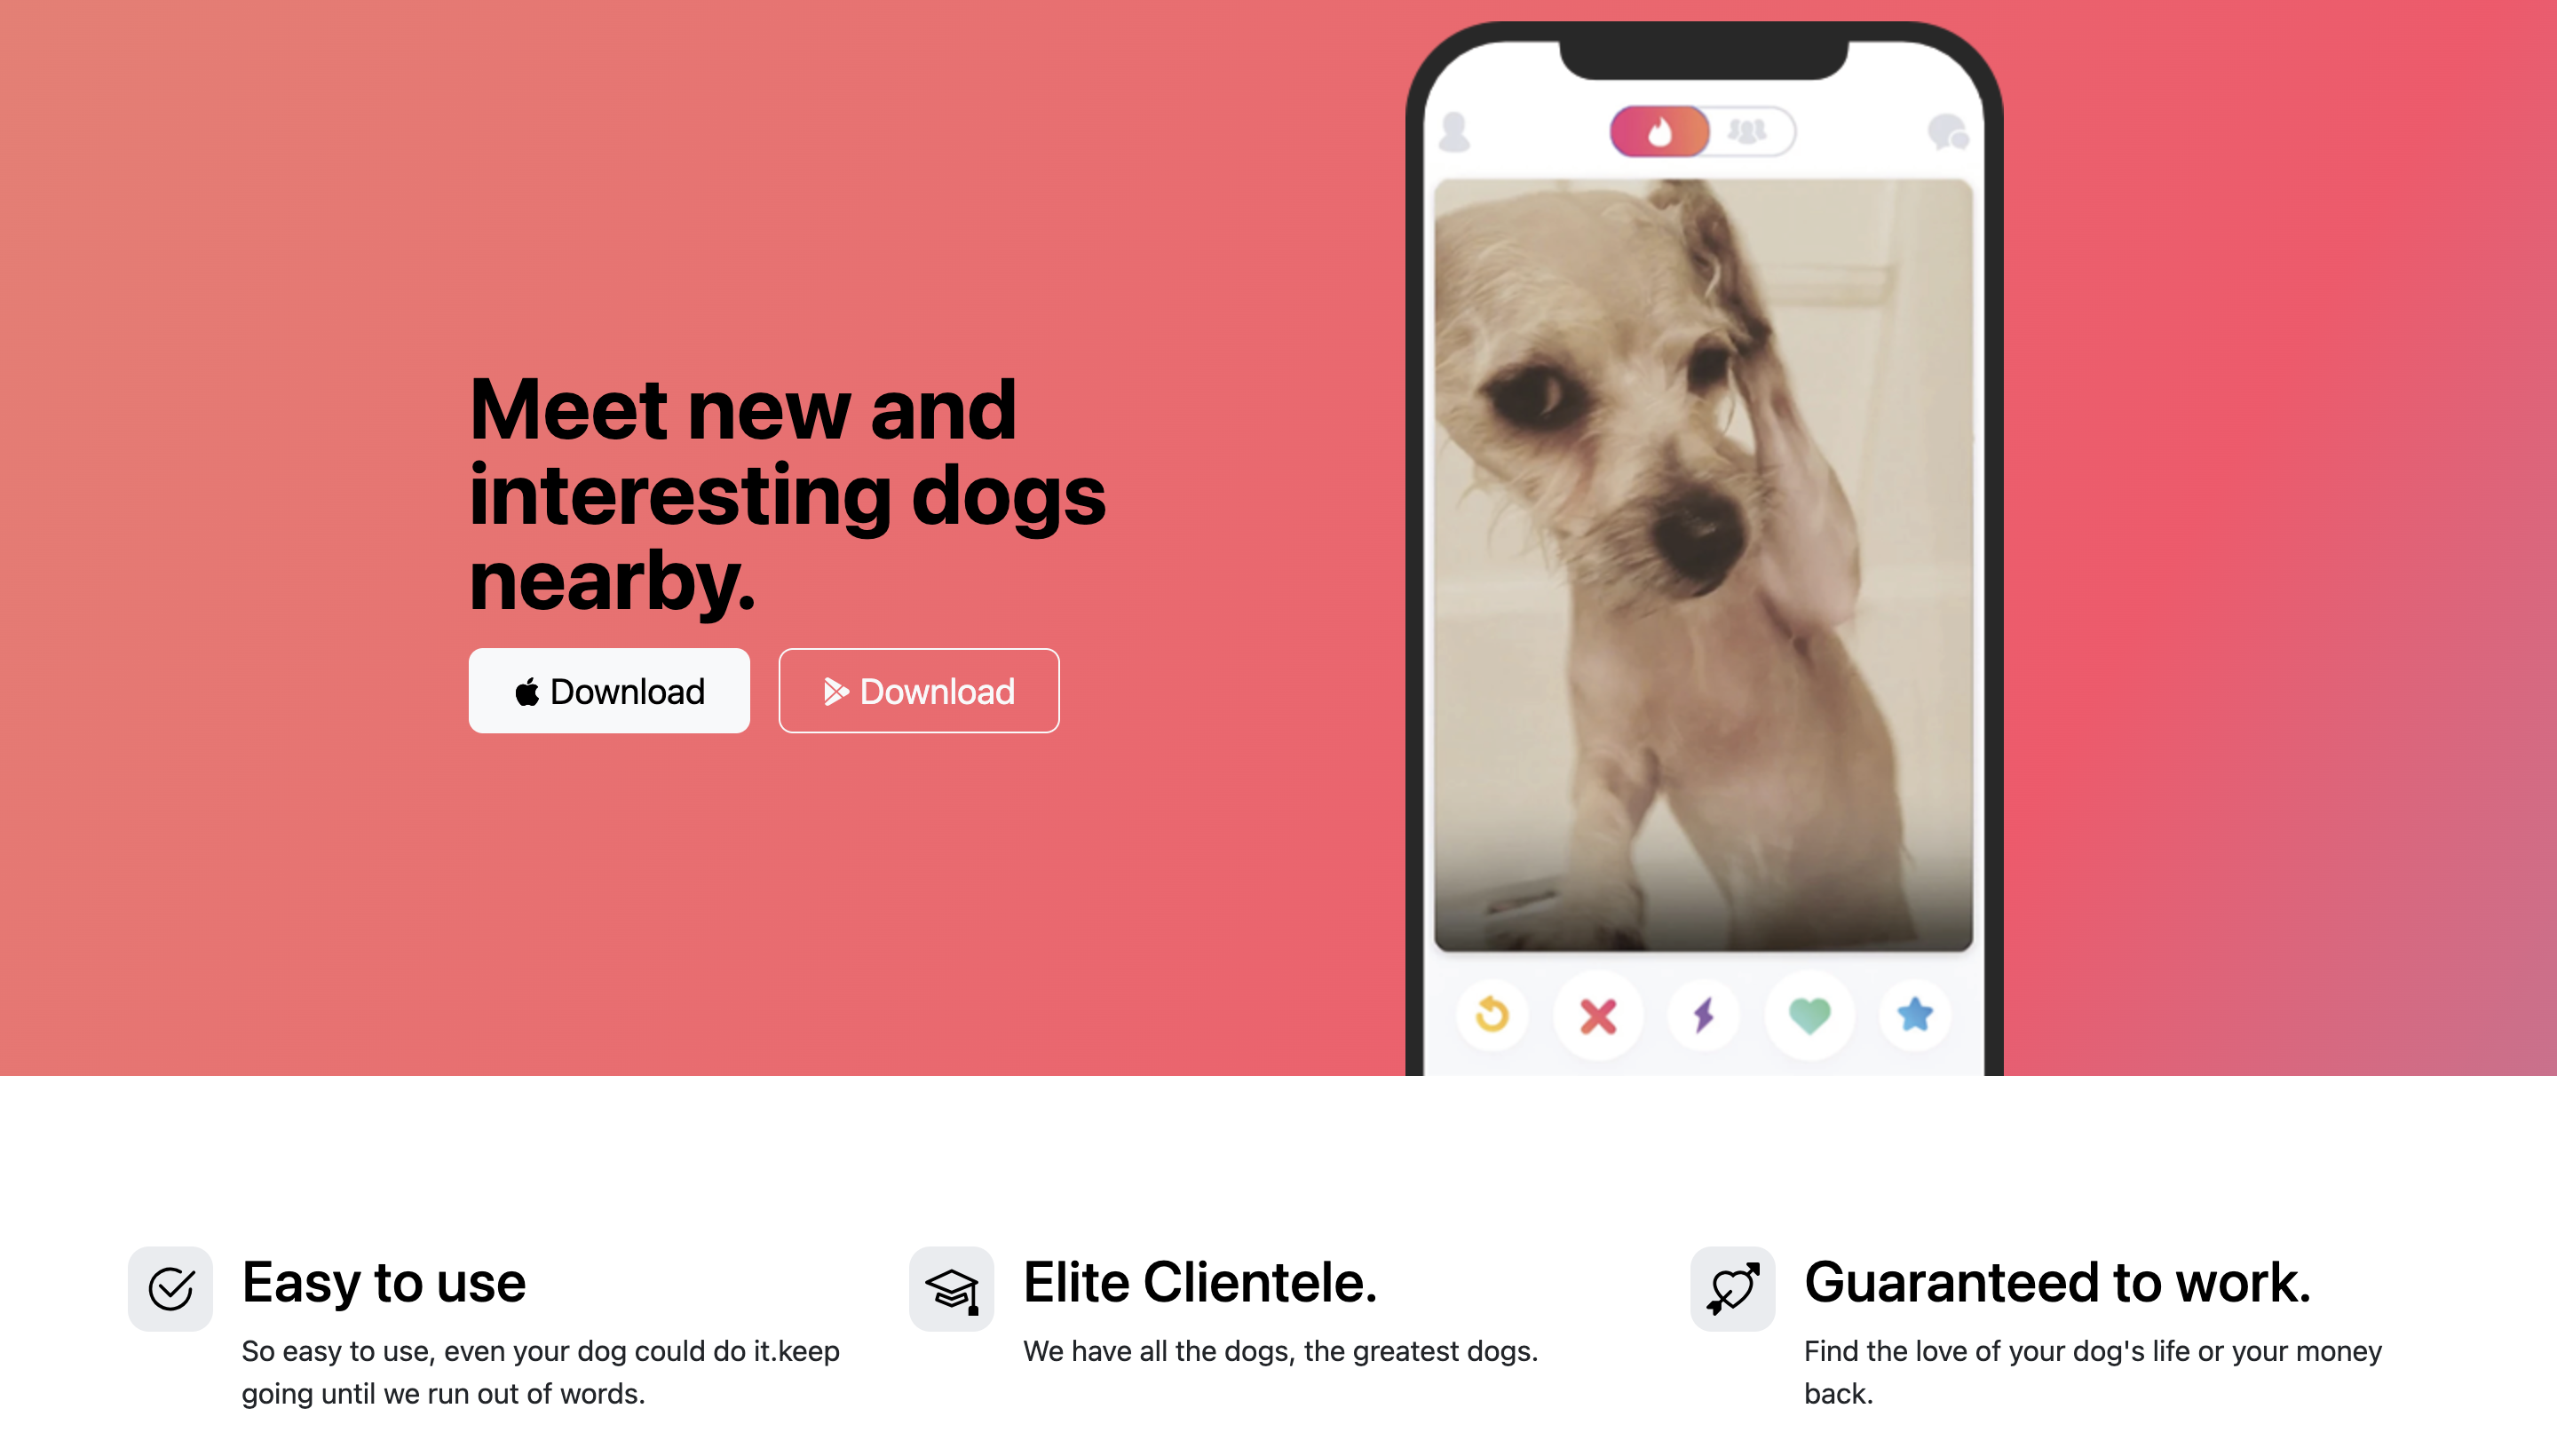 Meet new and
interesting dogs
nearby.
Download
Download
Easy to use
So easy to use, even your dog could do it.keep
going until we run out of words.
Elite Clientele.
We have all the dogs, the greatest dogs.
Guaranteed to work.
Find the love of your dog's life or your money
back.